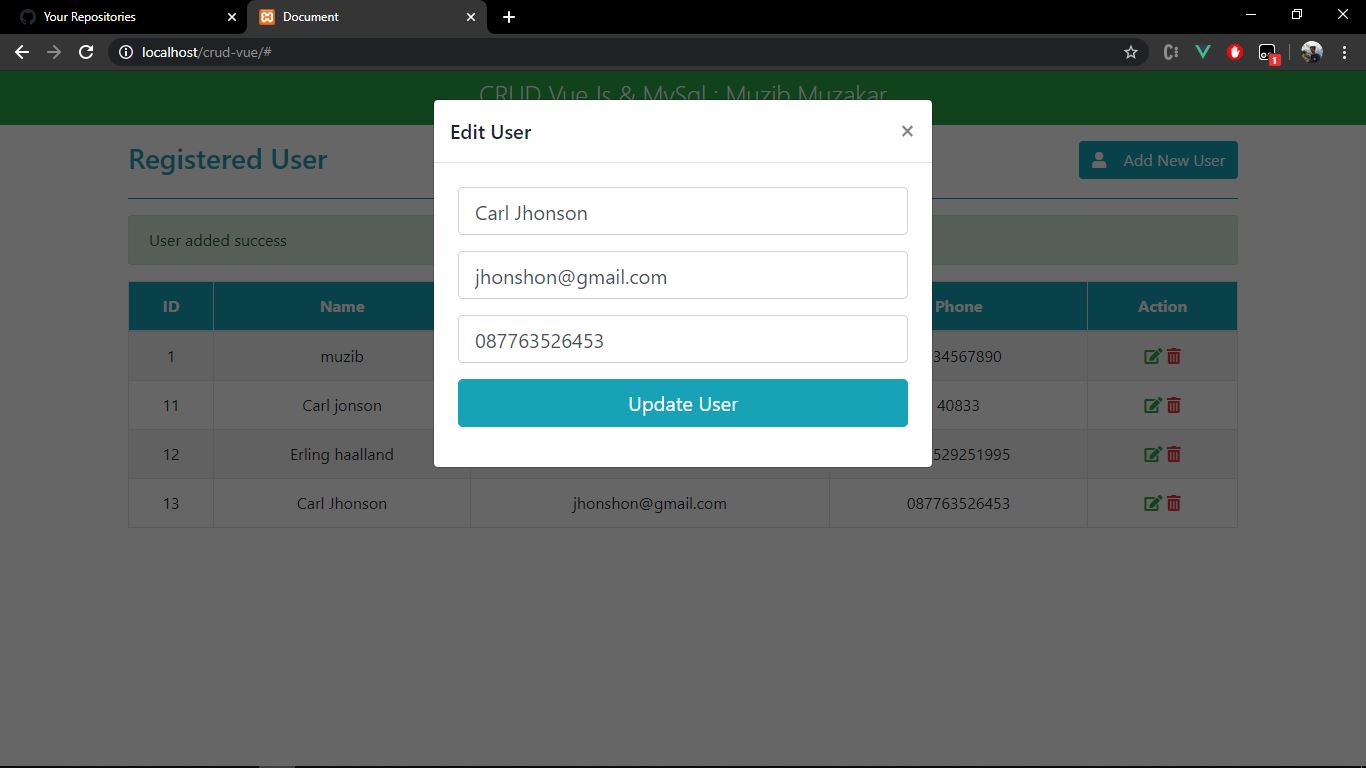 Your Repositories
Document
localhost/crud-vue/#
1
CRUD Vue Js & MySql : Muzib Muzakar
Edit User
×
Registered User
Add New User
Carl Jhonson
User added success
jhonshon@gmail.com
ID Name Phone Action
087763526453
1 muzib 34567890
Update User
11 Carl jonson 40833
12 Erling haalland 529251995
13 Carl Jhonson jhonshon@gmail.com 087763526453